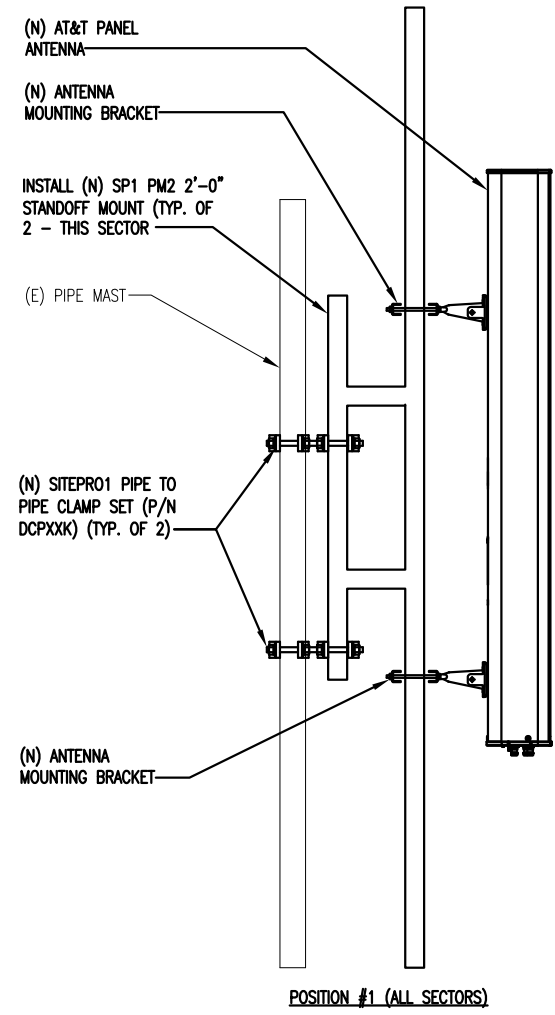 (N) AT&T PANEL
ANTENNA
(N) ANTENNA
MOUNTING BRACKET
INSTALL (N) SP1 PM2 2'-0"
STANDOFF MOUNT (TYP. OF
2 - THIS SECTOR
(E) PIPE MAST
(N) SITEPRO1 PIPE TO
PIPE CLAMP SET (P/N
DCPXXK) (TYP. OF 2)
(N) ANTENNA
MOUNTING BRACKET
POSITION #1 (ALL SECTORS)